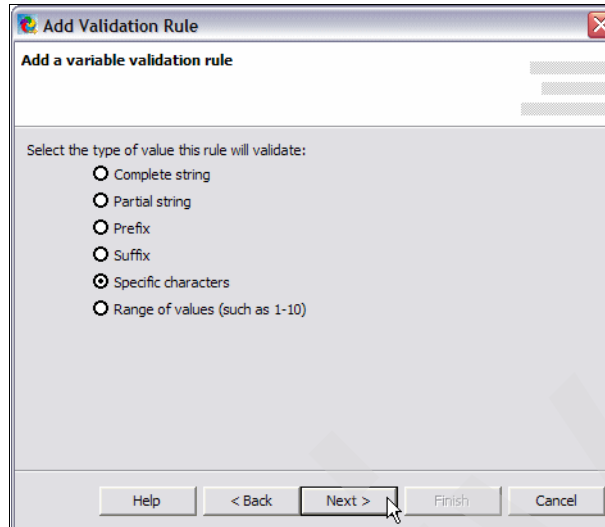 Add Validation Rule
Add a variable validation rule
Select the type of value this rule will validate:
Complete string
Partial string
Prefix
Suffix
Specific characters
Range of values (such as 1-10)
Help < Back Next > Finish Cancel